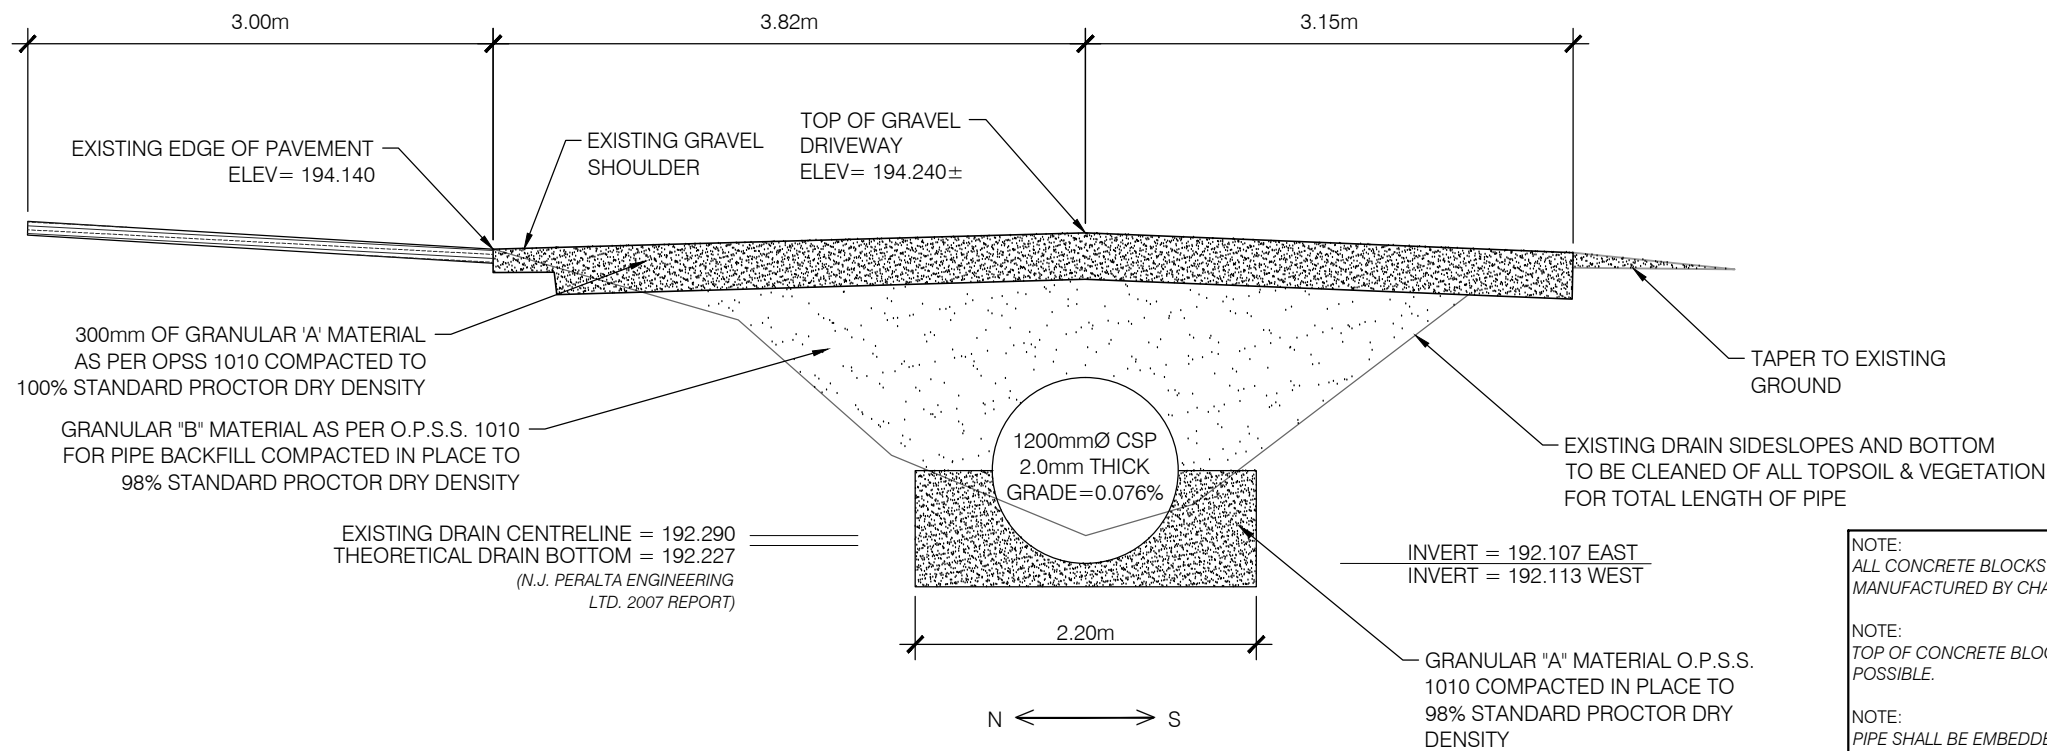 3.00m
3.82m
3.15m
EXISTING EDGE OF PAVEMENT
ELEV= 194.140
EXISTING GRAVEL
SHOULDER
TOP OF GRAVEL
DRIVEWAY
ELEV= 194.240±
300mm OF GRANULAR 'A' MATERIAL
AS PER OPSS 1010 COMPACTED TO
100% STANDARD PROCTOR DRY DENSITY
TAPER TO EXISTING
GROUND
GRANULAR "B" MATERIAL AS PER O.P.S.S. 1010
FOR PIPE BACKFILL COMPACTED IN PLACE TO
98% STANDARD PROCTOR DRY DENSITY
1200mmØ CSP
2.0mm THICK
GRADE=0.076%
EXISTING DRAIN SIDESLOPES AND BOTTOM
TO BE CLEANED OF ALL TOPSOIL & VEGETATION
FOR TOTAL LENGTH OF PIPE
EXISTING DRAIN CENTRELINE = 192.290
THEORETICAL DRAIN BOTTOM = 192.227
(N.J. PERALTA ENGINEERING
LTD. 2007 REPORT)
INVERT = 192.107 EAST
INVERT = 192.113 WEST
2.20m
GRANULAR "A" MATERIAL O.P.S.S.
1010 COMPACTED IN PLACE TO
98% STANDARD PROCTOR DRY
DENSITY
N S
NOTE:
ALL CONCRETE BLOCKS
MANUFACTURED BY
NOTE:
TOP OF CONCRETE
POSSIBLE.
NOTE:
PIPE SHALL BE